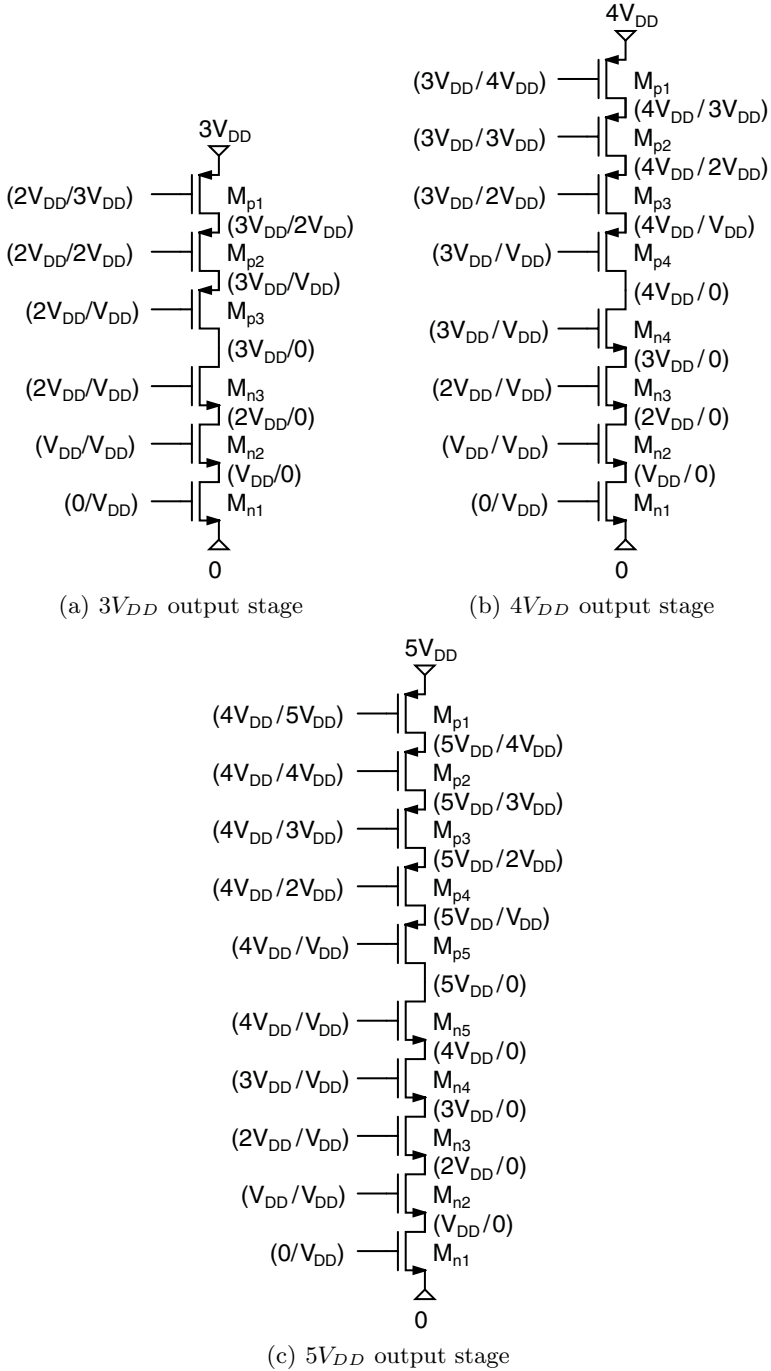 3V_DD
(2V_DD/3V_DD)
M_p1
(3V_DD/2V_DD)
(2V_DD/2V_DD)
M_p2
(3V_DD/V_DD)
(2V_DD/V_DD)
M_p3
(3V_DD/0)
(2V_DD/V_DD)
M_n3
(2V_DD/0)
(V_DD/V_DD)
M_n2
(V_DD/0)
(0/V_DD)
M_n1
0
(a) 3V_DD output stage
4V_DD
(3V_DD/4V_DD)
M_p1
(4V_DD/3V_DD)
(3V_DD/3V_DD)
M_p2
(4V_DD/2V_DD)
(3V_DD/2V_DD)
M_p3
(4V_DD/V_DD)
(3V_DD/V_DD)
M_p4
(4V_DD/0)
(3V_DD/V_DD)
M_n4
(3V_DD/0)
(2V_DD/V_DD)
M_n3
(2V_DD/0)
(V_DD/V_DD)
M_n2
(V_DD/0)
(0/V_DD)
M_n1
0
(b) 4V_DD output stage
5V_DD
(4V_DD/5V_DD)
M_p1
(5V_DD/4V_DD)
(4V_DD/4V_DD)
M_p2
(5V_DD/3V_DD)
(4V_DD/3V_DD)
M_p3
(5V_DD/2V_DD)
(4V_DD/2V_DD)
M_p4
(5V_DD/V_DD)
(4V_DD/V_DD)
M_p5
(5V_DD/0)
(4V_DD/V_DD)
M_n5
(4V_DD/0)
(3V_DD/V_DD)
M_n4
(3V_DD/0)
(2V_DD/V_DD)
M_n3
(2V_DD/0)
(V_DD/V_DD)
M_n2
(V_DD/0)
(0/V_DD)
M_n1
0
(c) 5V_DD output stage